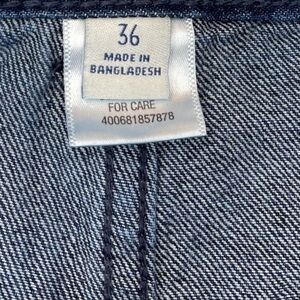 36
MADE IN
BANGLADESH
FOR CARE
400681857878